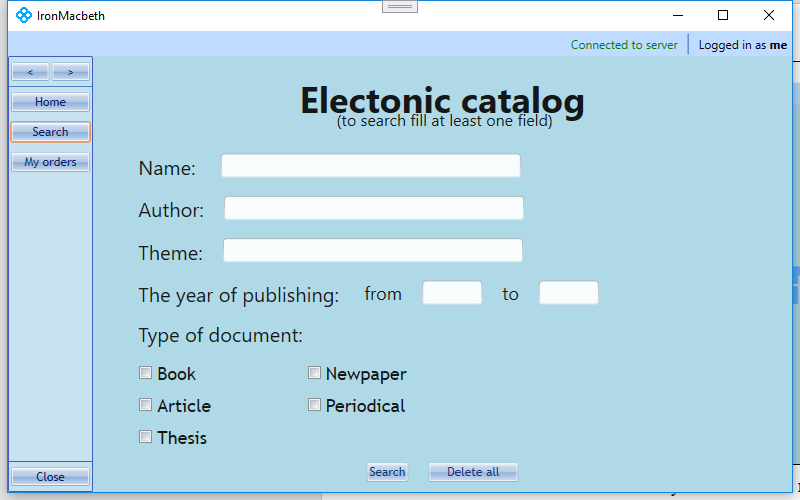 IronMacbeth
Connected to server
Logged in as me
< >
Home
Search
My orders
Close
Electonic catalog
(to search fill at least one field)
Name:
Author:
Theme:
The year of publishing: from to
Type of document:
Book Newpaper
Article Periodical
Thesis
Search Delete all